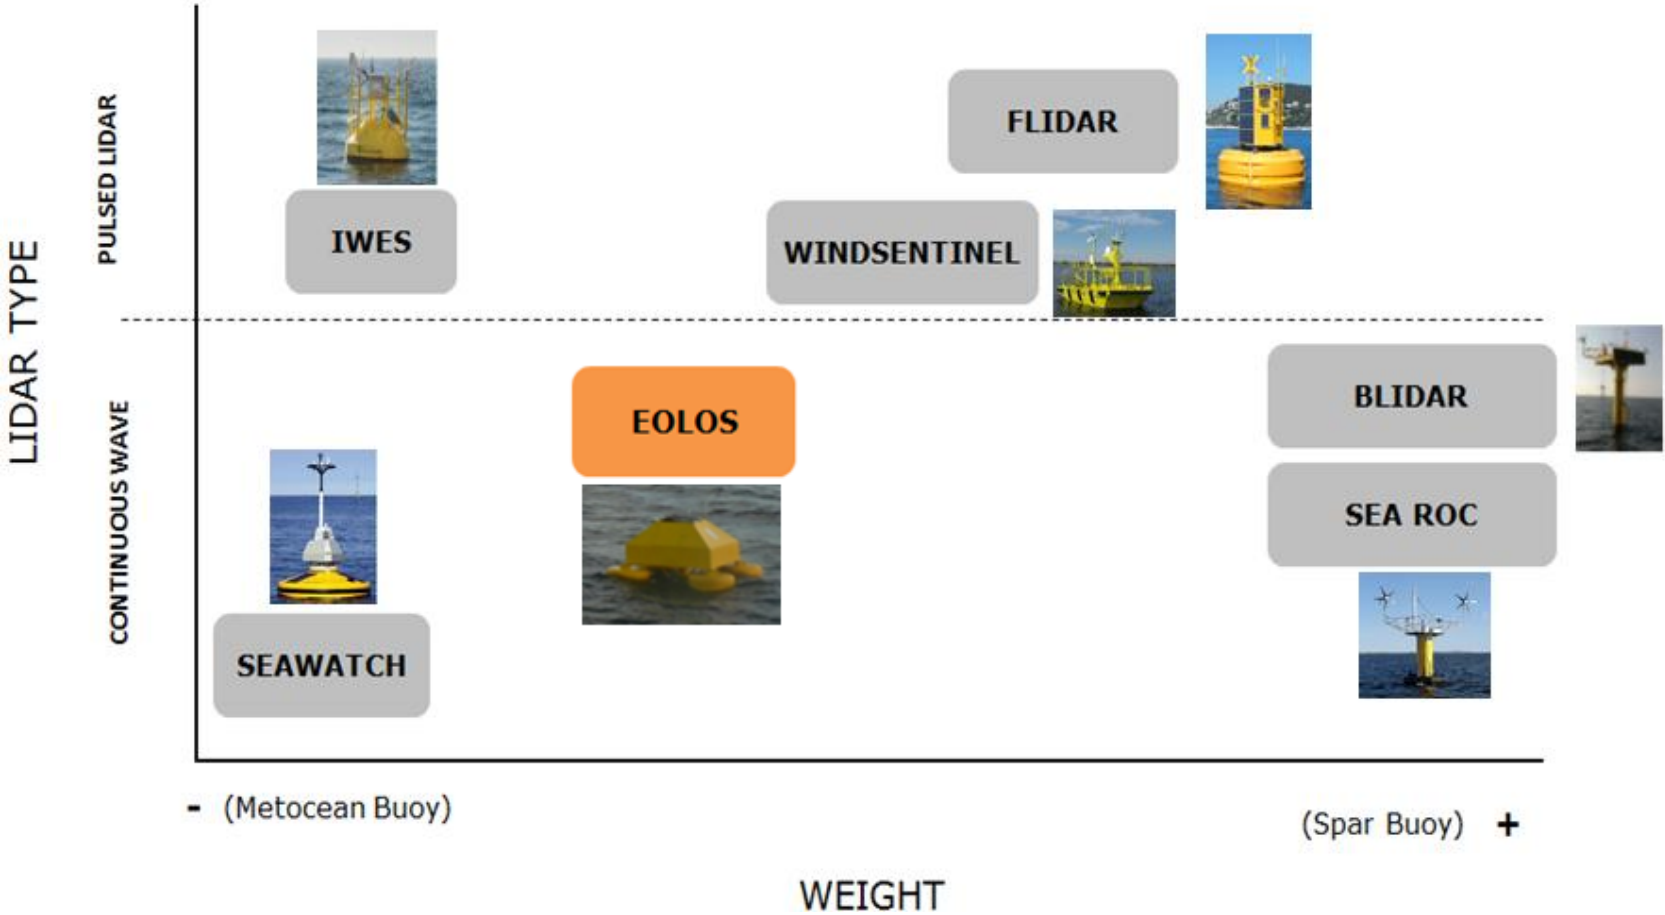 LIDAR TYPE
PULSED LIDAR
CONTINUOUS WAVE
FLIDAR
IWES
WINDSENTINEL
EOLOS
BLIDAR
SEA ROC
SEAWATCH
- (Metocean Buoy)
(Spar Buoy) +
WEIGHT